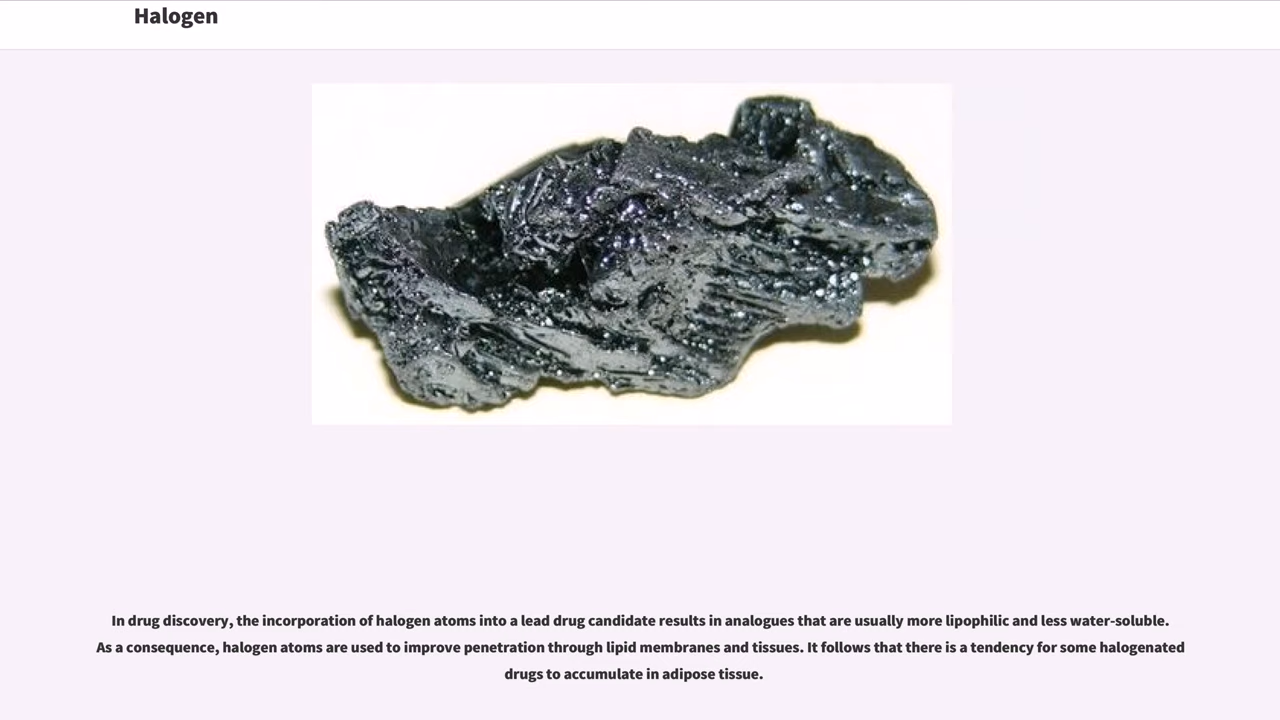 Halogen
In drug discovery, the incorporation of halogen atoms into a lead drug candidate results in analogues that are usually more lipophilic and less water-soluble.
As a consequence, halogen atoms are used to improve penetration through lipid membranes and tissues. It follows that there is a tendency for some halogenated
drugs to accumulate in adipose tissue.